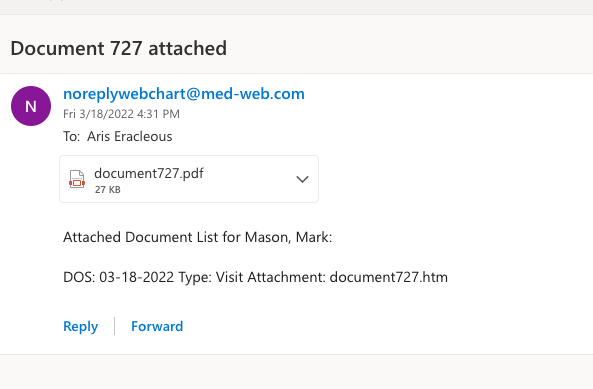 Document 727 attached
N
noreplywebchart@med-web.com
Fri 3/18/2022 4:31 PM
To: Aris Eracleous
document727.pdf
27 KB
Attached Document List for Mason, Mark:
DOS: 03-18-2022 Type: Visit Attachment: document727.htm
Reply Forward